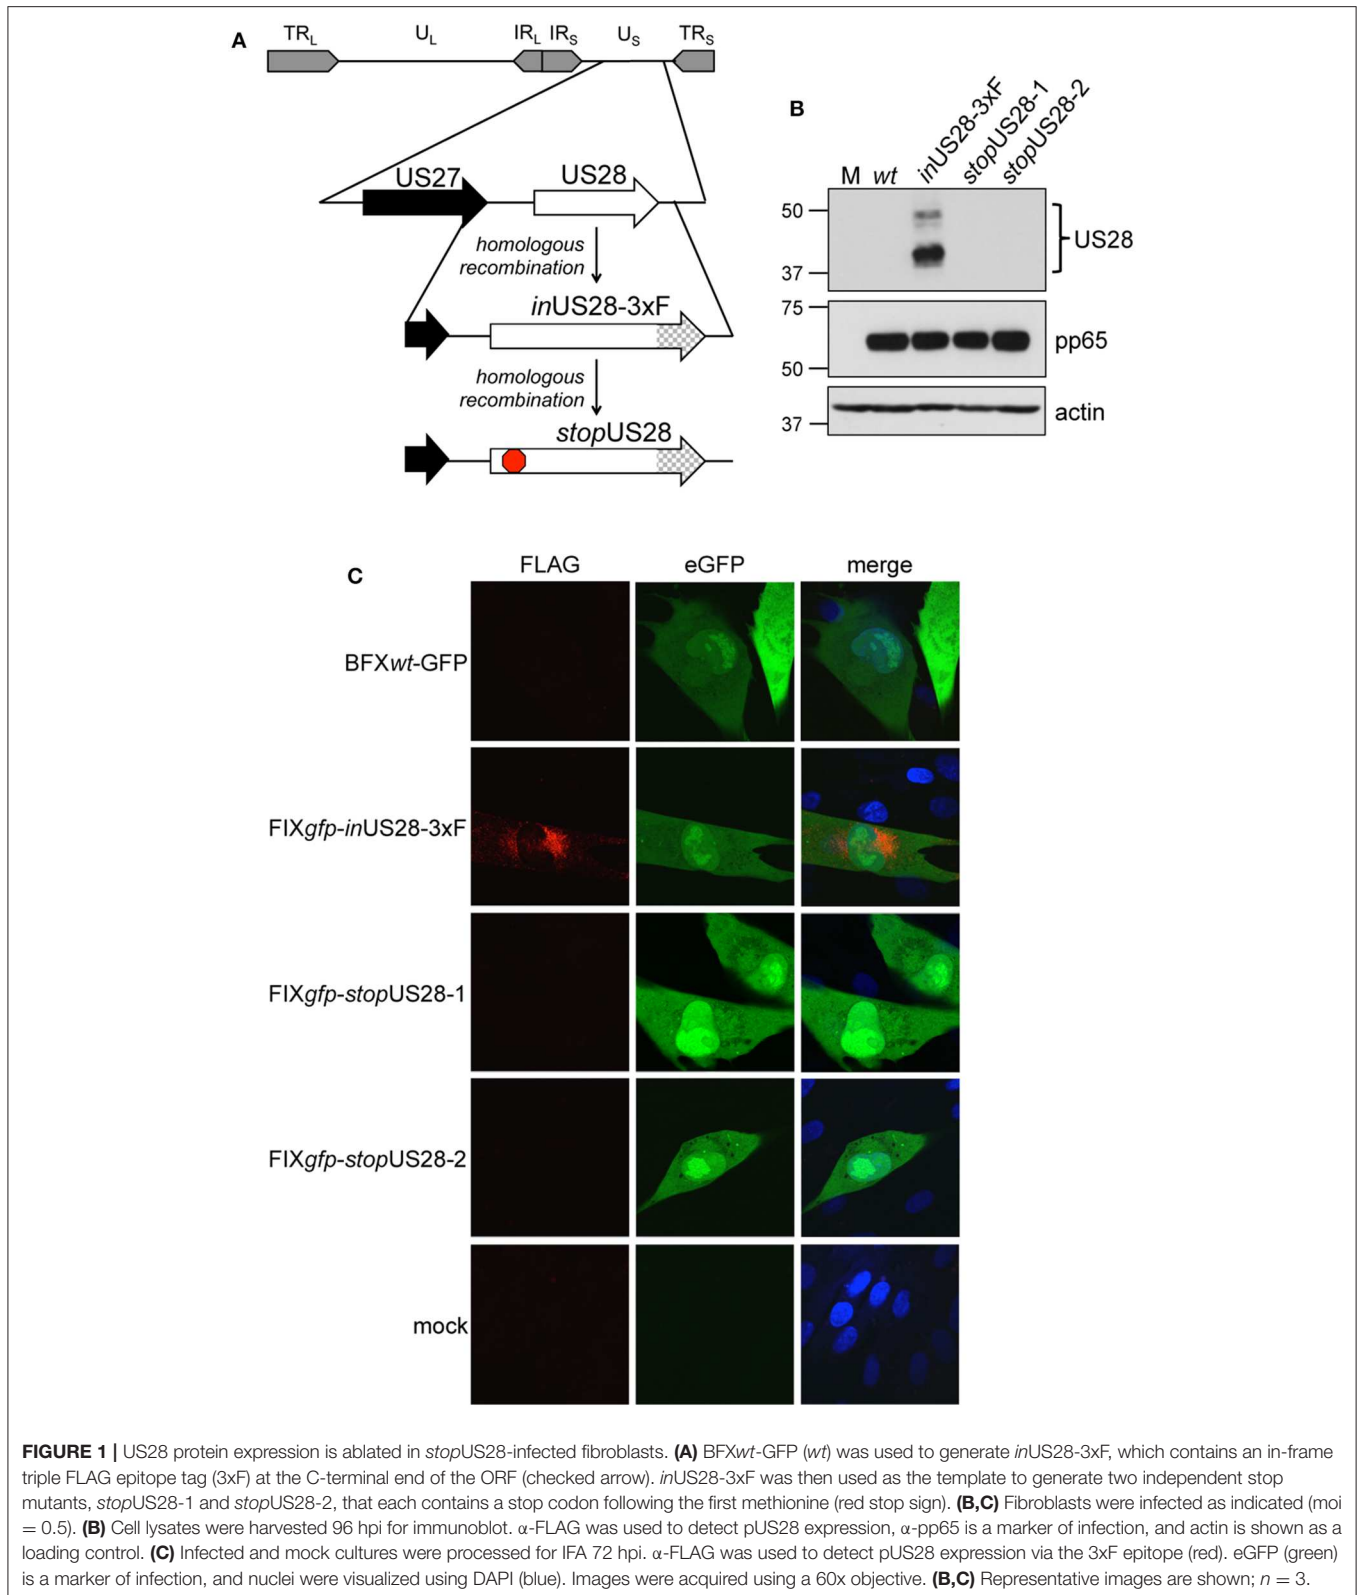 A
TRL UL IRL IRS US TRS
US27 US28
homologous
recombination
inUS28-3xF
homologous
recombination
stopUS28
B
M wt inUS28-3xF stopUS28-1 stopUS28-2
50
37
US28
75
50
pp65
37
actin
C
FLAG eGFP merge
BFXwt-GFP
FIXgfp-inUS28-3xF
FIXgfp-stopUS28-1
FIXgfp-stopUS28-2
mock
FIGURE 1 | US28 protein expression is ablated in stopUS28-infected fibroblasts. (A) BFXwt-GFP (wt) was used to generate inUS28-3xF, which contains an in-frame
triple FLAG epitope tag (3xF) at the C-terminal end of the ORF (checked arrow). inUS28-3xF was then used as the template to generate two independent stop
mutants, stopUS28-1 and stopUS28-2, that each contains a stop codon following the first methionine (red stop sign). (B,C) Fibroblasts were infected as indicated (moi
= 0.5). (B) Cell lysates were harvested 96 hpi for immunoblot. α-FLAG was used to detect pUS28 expression, α-pp65 is a marker of infection, and actin is shown as a
loading control. (C) Infected and mock cultures were processed for IFA 72 hpi. α-FLAG was used to detect pUS28 expression via the 3xF epitope (red). eGFP (green)
is a marker of infection, and nuclei were visualized using DAPI (blue). Images were acquired using a 60x objective. (B,C) Representative images are shown; n = 3.